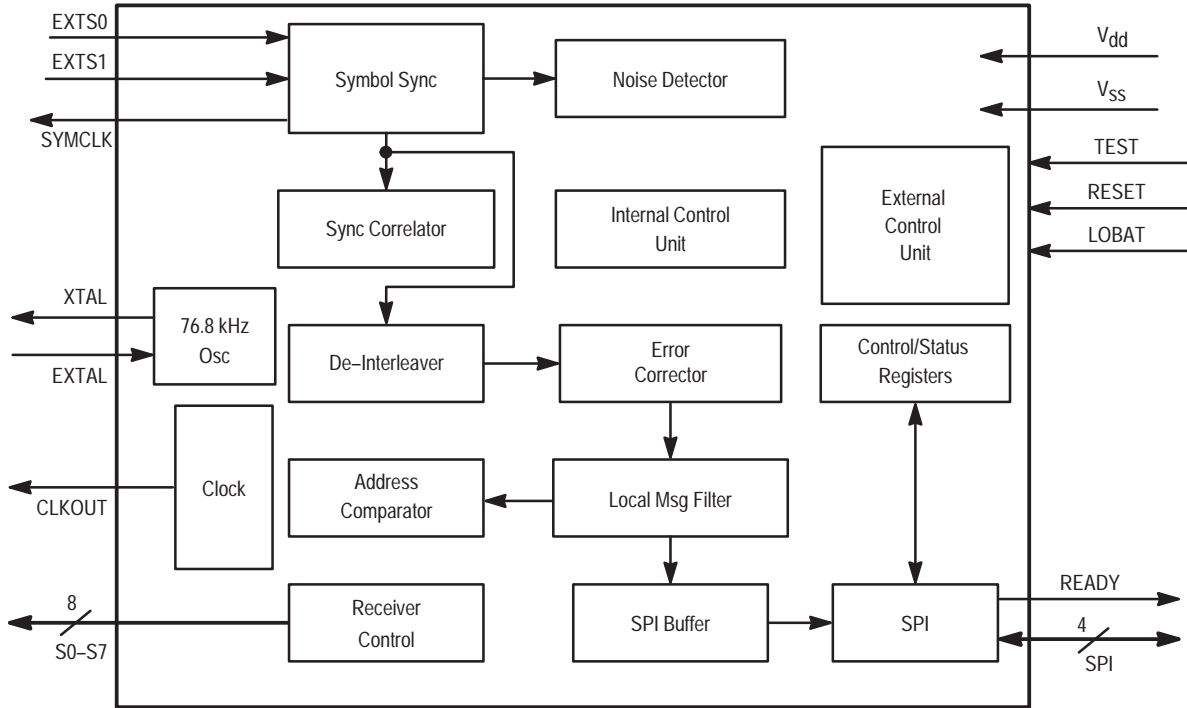 EXTS0
EXTS1
SYMCLK
Symbol Sync
Noise Detector
Vdd
VSS
TEST
RESET
LOBAT
Sync Correlator
Internal Control
Unit
External
Control
Unit
XTAL
EXTAL
76.8 kHz
Osc
De–Interleaver
Error
Corrector
Control/Status
Registers
CLKOUT
Clock
Address
Comparator
Local Msg Filter
8
S0–S7
Receiver
Control
SPI Buffer
SPI
READY
4
SPI